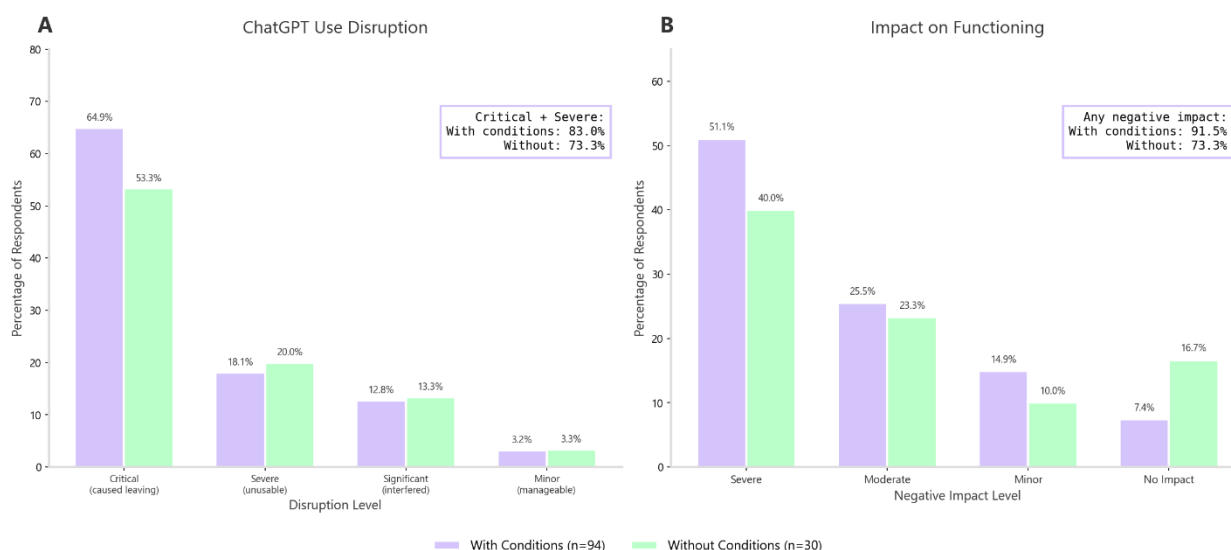 A
ChatGPT Use Disruption
80
70
60
50
40
30
20
10
0
Percentage of Respondents
64.9%
53.3%
18.1%
20.0%
12.8%
13.3%
3.2%
3.3%
Critical + Severe:
With conditions: 83.0%
Without: 73.3%
Critical
(caused leaving)
Severe
(unusable)
Significant
(interfered)
Minor
(manageable)
Disruption Level
B
Impact on Functioning
60
50
40
30
20
10
0
Percentage of Respondents
51.1%
40.0%
25.5%
23.3%
14.9%
10.0%
7.4%
16.7%
Any negative impact:
With conditions: 91.5%
Without: 73.3%
Severe
Moderate
Minor
No Impact
Negative Impact Level
With Conditions (n=94)
Without Conditions (n=30)